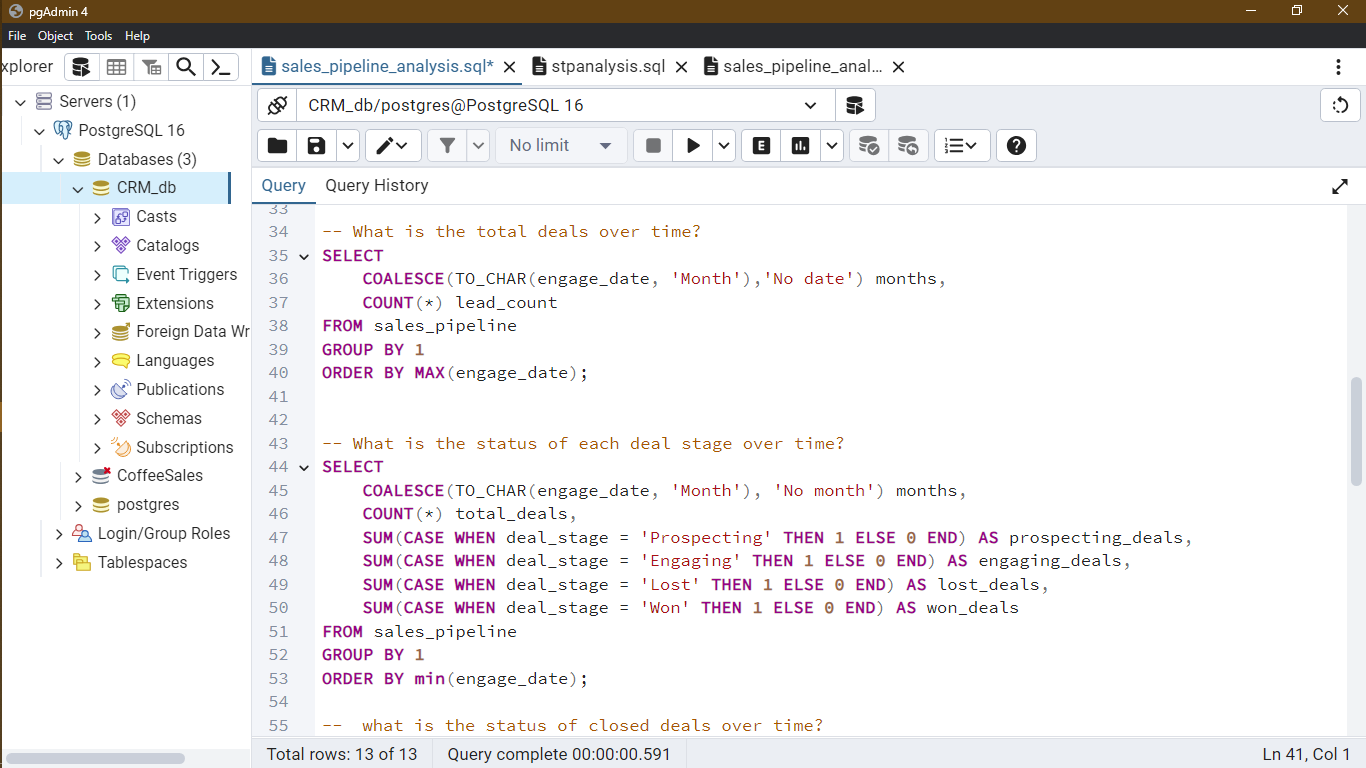 pgAdmin 4
File Object Tools Help
xplorer
sales_pipeline_analysis.sql* stpanalysis.sql sales_pipeline_anal...
Servers (1)
PostgreSQL 16
Databases (3)
CRM_db
Casts
Catalogs
Event Triggers
Extensions
Foreign Data Wr
Languages
Publications
Schemas
Subscriptions
CoffeeSales
postgres
Login/Group Roles
Tablespaces
CRM_db/postgres@PostgreSQL 16
No limit
E
Query Query History
33
34 -- What is the total deals over time?
35 SELECT
36 COALESCE(TO_CHAR(engage_date, 'Month'),'No date') months,
37 COUNT(*) lead_count
38 FROM sales_pipeline
39 GROUP BY 1
40 ORDER BY MAX(engage_date);
41
42
43 -- What is the status of each deal stage over time?
44 SELECT
45 COALESCE(TO_CHAR(engage_date, 'Month'), 'No month') months,
46 COUNT(*) total_deals,
47 SUM(CASE WHEN deal_stage = 'Prospecting' THEN 1 ELSE 0 END) AS prospecting_deals,
48 SUM(CASE WHEN deal_stage = 'Engaging' THEN 1 ELSE 0 END) AS engaging_deals,
49 SUM(CASE WHEN deal_stage = 'Lost' THEN 1 ELSE 0 END) AS lost_deals,
50 SUM(CASE WHEN deal_stage = 'Won' THEN 1 ELSE 0 END) AS won_deals
51 FROM sales_pipeline
52 GROUP BY 1
53 ORDER BY min(engage_date);
54
55 -- what is the status of closed deals over time?
Total rows: 13 of 13 Query complete 00:00:00.591 Ln 41, Col 1